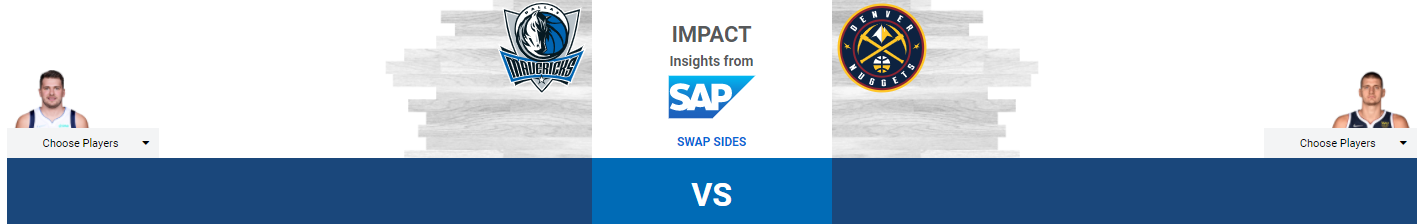 DALLAS
MAVERICKS
IMPACT
Insights from
SAP
SWAP SIDES
DENVER
NUGGETS
Choose Players
Choose Players
VS